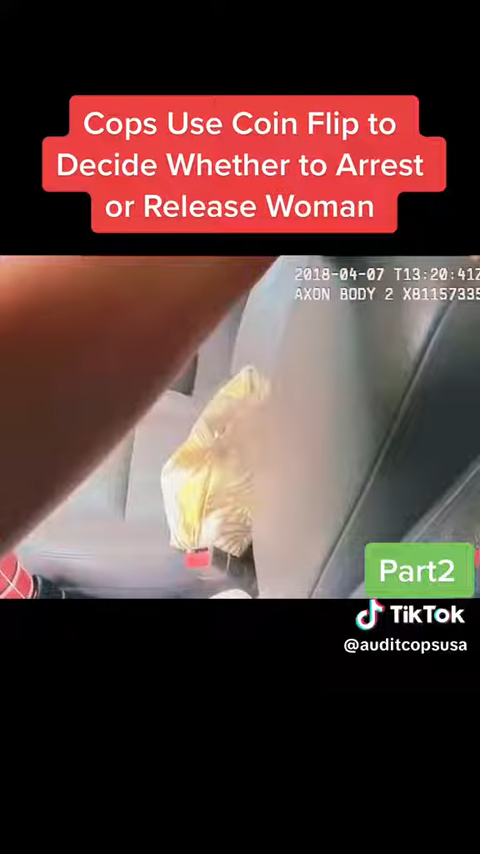 Cops Use Coin Flip to
Decide Whether to Arrest
or Release Woman
2018-04-07 T13:20:41Z
AXON BODY 2 X81157335
Part2
TikTok
@auditcopsusa